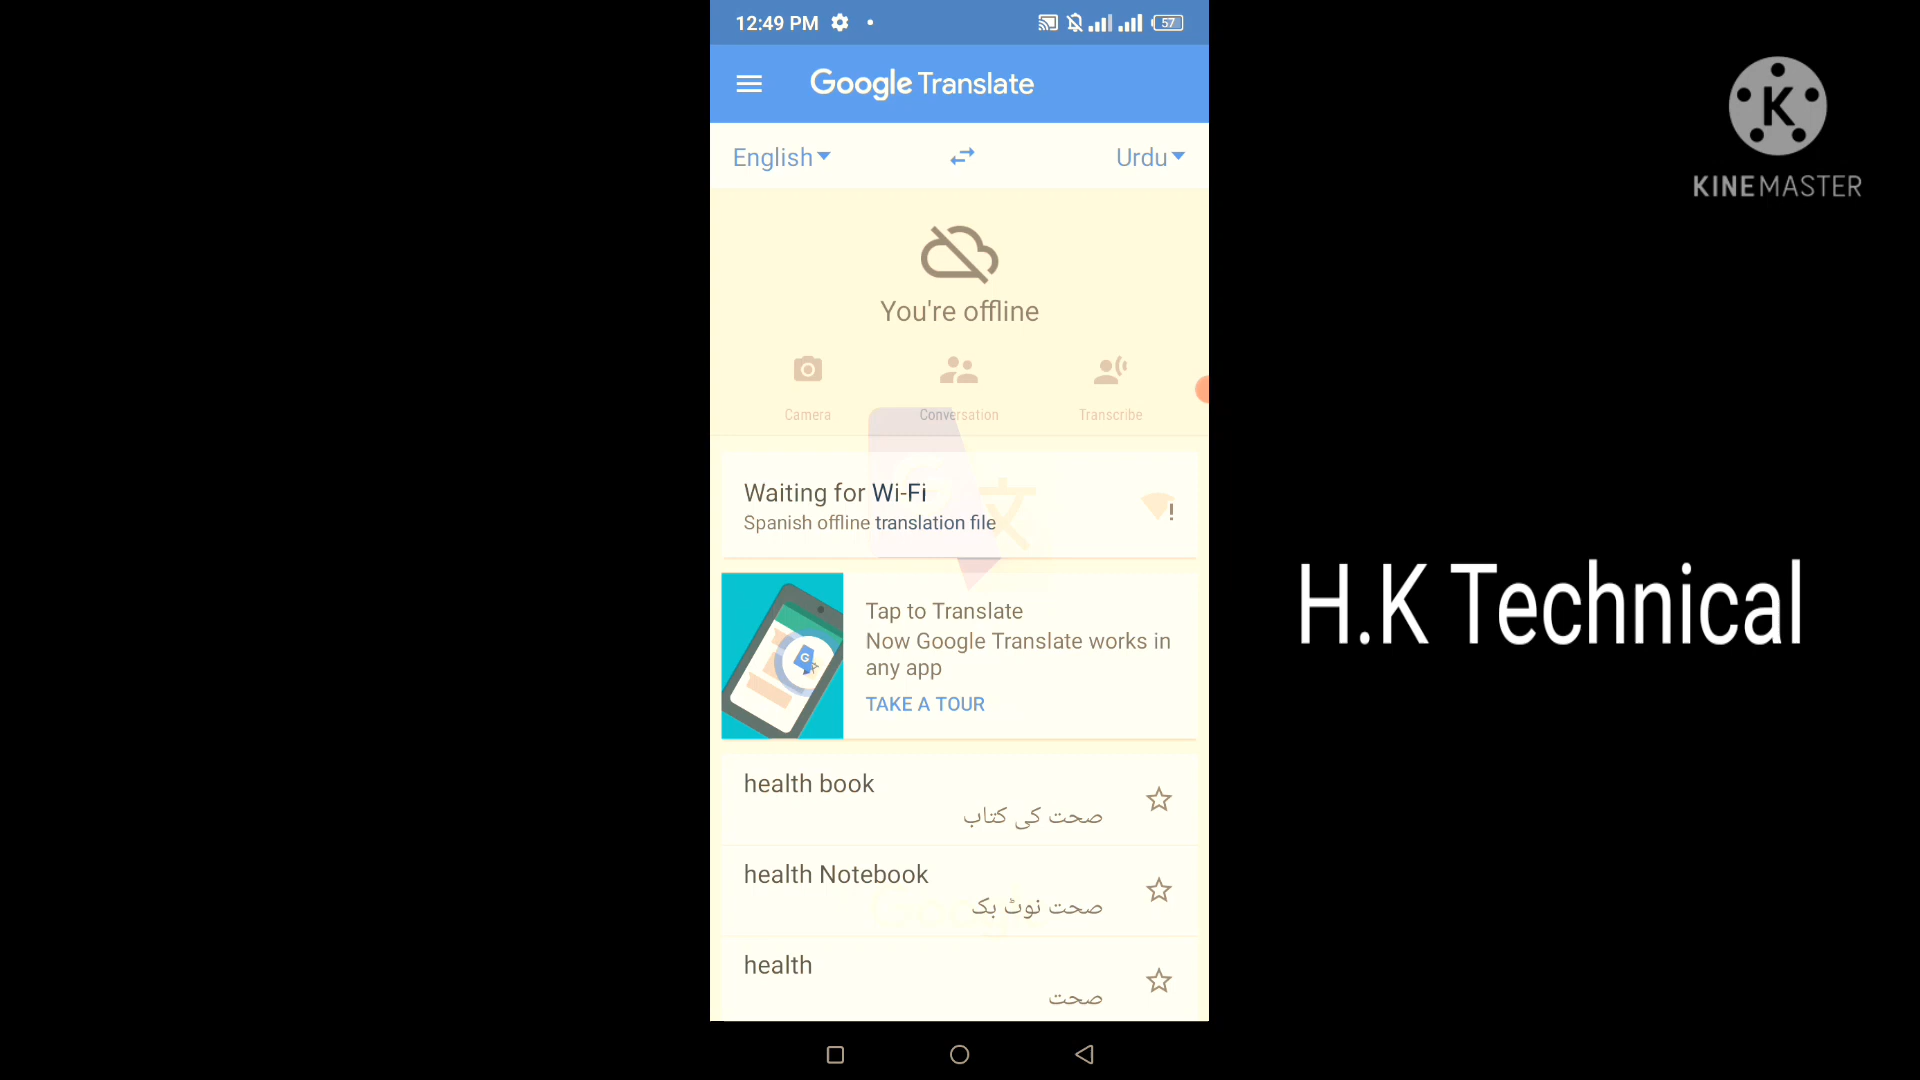 12:49 PM
57
Google Translate
English
Urdu
You're offline
Camera
Conversation
Transcribe
Waiting for Wi-Fi
Spanish offline translation file
Tap to Translate
Now Google Translate works in
any app
TAKE A TOUR
health book
صحت کی کتاب
health Notebook
صحت نوٹ بک
health
صحت
K
KINEMASTER
H.K Technical